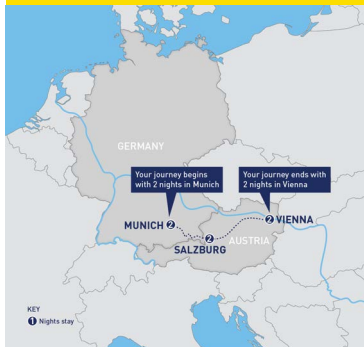 GERMANY
Your journey begins
with 2 nights in Munich
Your journey ends with
2 nights in Vienna
MUNICH 2
2 VIENNA
2
SALZBURG
AUSTRIA
KEY
1 Nights stay